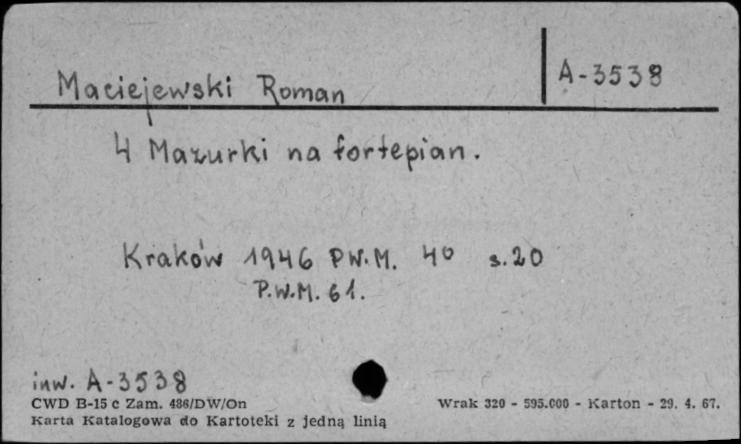 Maciejewski Roman
A-3538
4 Mazurki na fortepian.
Kraków 1946 PW.M. 4⁰ s.20
P.W.M. 61.
inw. A-3538
CWD B-15 c Zam. 486/DW/On
Wrak 320 - 595.000 - Karton - 29. 4. 67.
Karta Katalogowa do Kartoteki z jedną linią